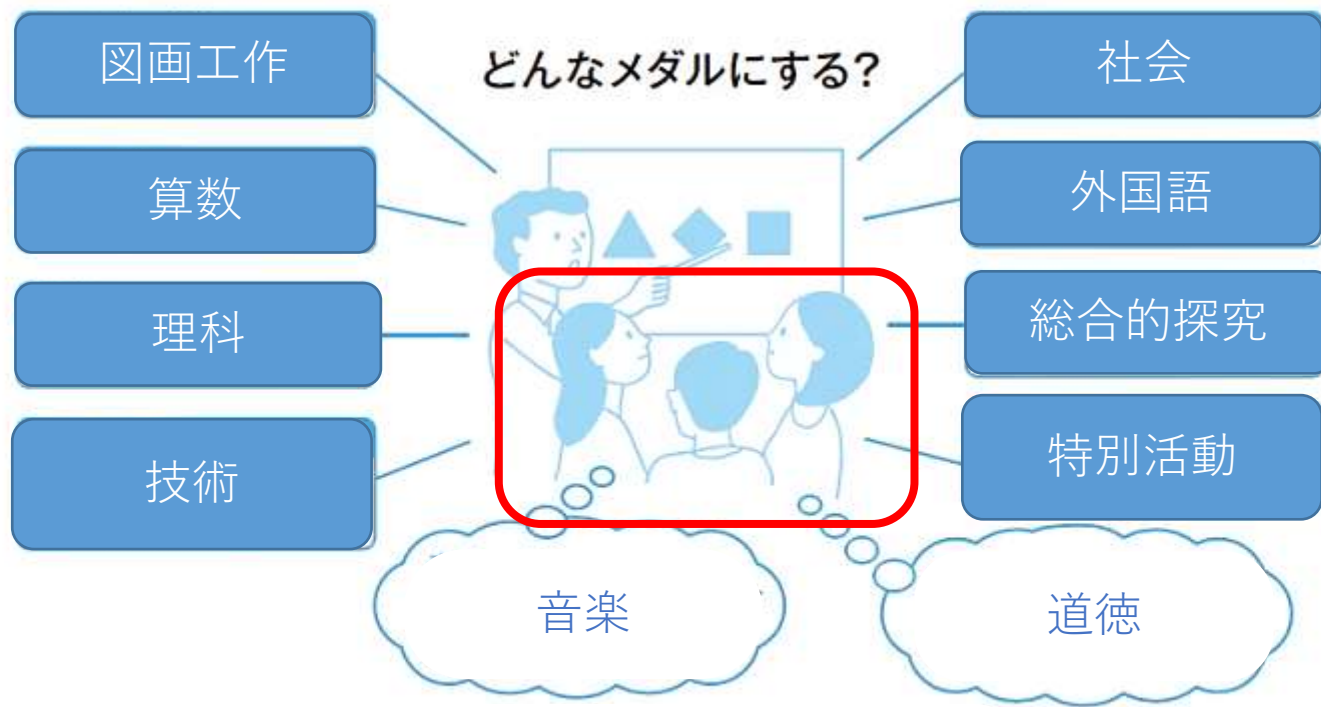 どんなメダルにする?
図画工作
算数
理科
技術
社会
外国語
総合的探究
特別活動
音楽
道徳